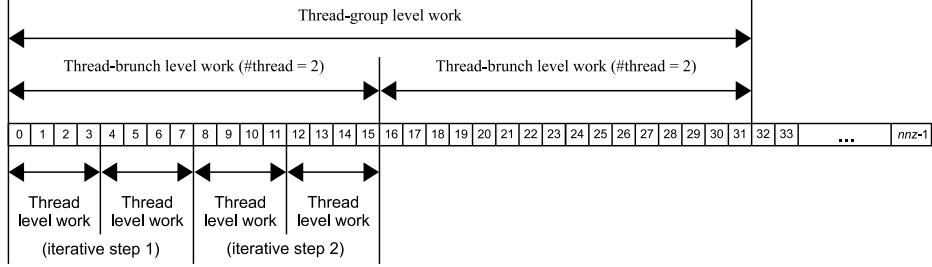 Thread-group level work
Thread-brunch level work (#thread = 2) Thread-brunch level work (#thread = 2)
0 1 2 3 4 5 6 7 8 9 10 11 12 13 14 15 16 17 18 19 20 21 22 23 24 25 26 27 28 29 30 31 32 33 ... nnz-1
Thread Thread Thread Thread
level work level work level work level work
(iterative step 1) (iterative step 2)